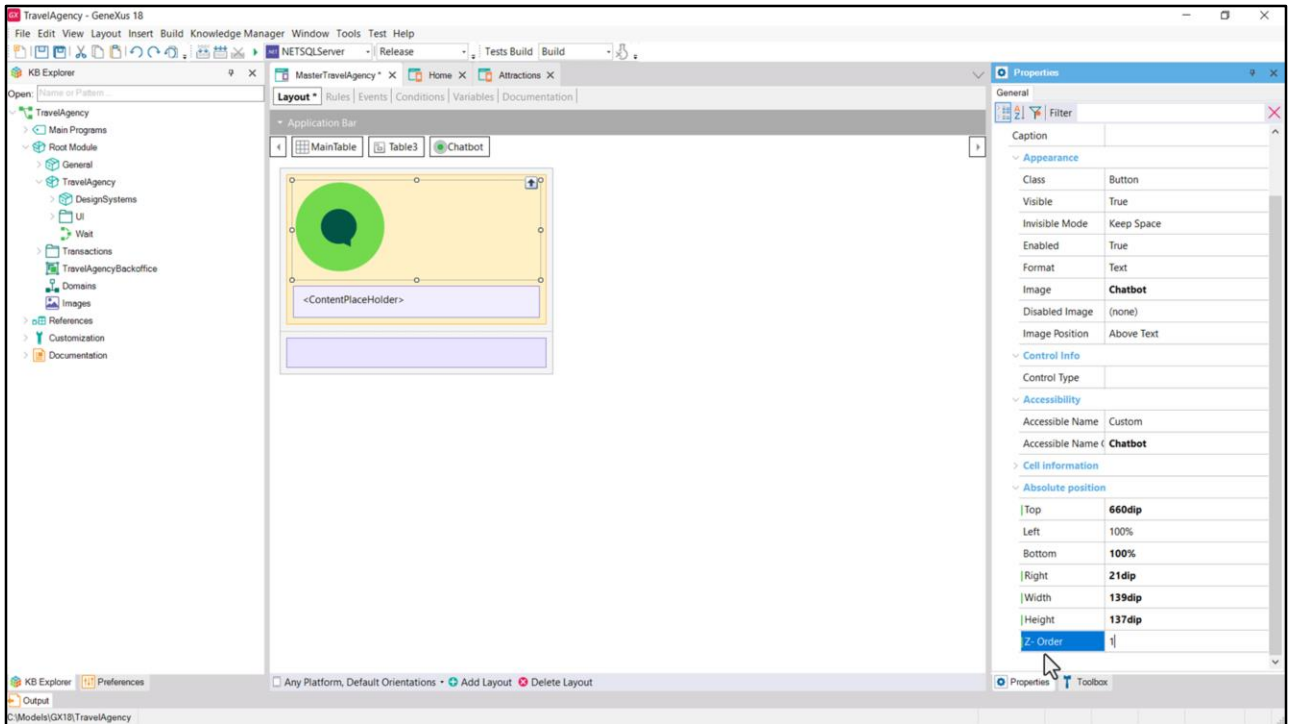 TravelAgency - GeneXus 18
File Edit View Layout Insert Build Knowledge Manager Window Tools Test Help
NETSQLServer Release Tests Build Build
KB Explorer
Open: Name or Pattern...
TravelAgency
Main Programs
Root Module
General
TravelAgency
DesignSystems
UI
Wait
Transactions
TravelAgencyBackoffice
Domains
Images
References
Customization
Documentation
KB Explorer Preferences
Output
C:\Models\GX18\TravelAgency
MasterTravelAgency * Home Attractions
Layout * Rules Events Conditions Variables Documentation
Application Bar
MainTable Table3 Chatbot
<ContentPlaceHolder>
Any Platform, Default Orientations Add Layout Delete Layout
Properties
General
Filter
Caption
Appearance
Class Button
Visible True
Invisible Mode Keep Space
Enabled True
Format Text
Image Chatbot
Disabled Image (none)
Image Position Above Text
Control Info
Control Type
Accessibility
Accessible Name Custom
Accessible Name C Chatbot
Cell information
Absolute position
Top 660dip
Left 100%
Bottom 100%
Right 21dip
Width 139dip
Height 137dip
Z- Order 1
Properties Toolbox